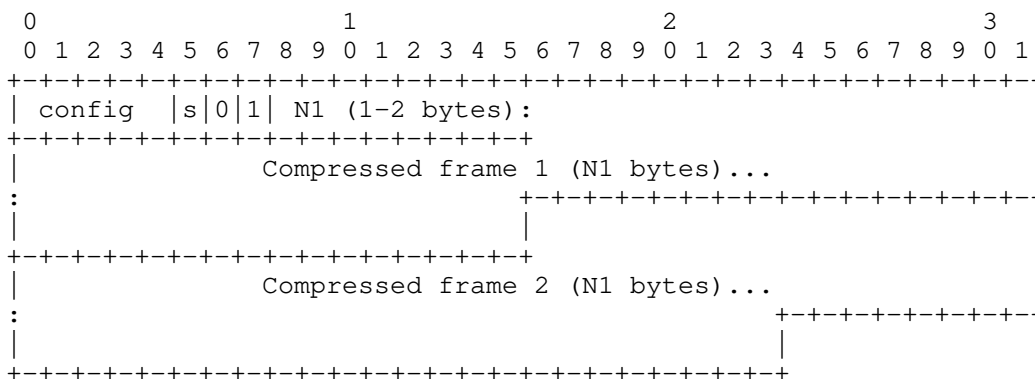 0 1 2 3
0 1 2 3 4 5 6 7 8 9 0 1 2 3 4 5 6 7 8 9 0 1 2 3 4 5 6 7 8 9 0 1
+-+-+-+-+-+-+-+-+-+-+-+-+-+-+-+-+-+-+-+-+-+-+-+-+-+-+-+-+-+-+-+-
| config |s|0|1| N1 (1-2 bytes):
+-+-+-+-+-+-+-+-+-+-+-+-+-+-+-+-+
| Compressed frame 1 (N1 bytes)...
: +-+-+-+-+-+-+-+-+-+-+-+-+-+-+-+-
| |
+-+-+-+-+-+-+-+-+-+-+-+-+-+-+-+-+
| Compressed frame 2 (N1 bytes)...
: +-+-+-+-+-+-+-+-
| |
+-+-+-+-+-+-+-+-+-+-+-+-+-+-+-+-+-+-+-+-+-+-+-+-+